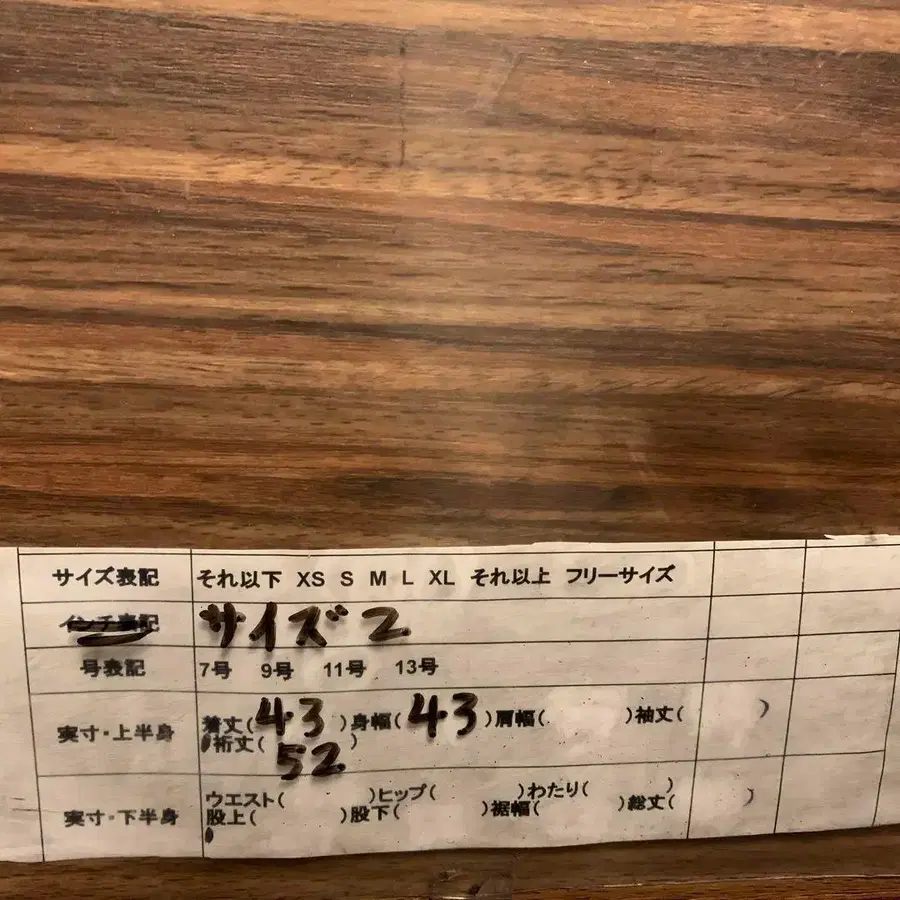 サイズ表記 それ以下 XS S M L XL それ以上 フリーサイズ
インチ表記 サイズ2
号表記 7号 9号 11号 13号
実寸・上半身 着丈(43)身幅(43)肩幅( )袖丈( )
裄丈(52)
実寸・下半身 ウエスト( )ヒップ( )わたり( )
股上( )股下( )裾幅( )総丈( )